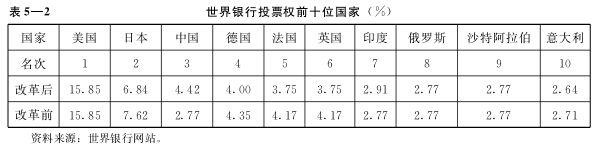 表 5—2 世界银行投票权前十位国家（%）
国家 美国 日本 中国 德国 法国 英国 印度 俄罗斯 沙特阿拉伯 意大利
名次 1 2 3 4 5 6 7 8 9 10
改革后 15.85 6.84 4.42 4.00 3.75 3.75 2.91 2.77 2.77 2.64
改革前 15.85 7.62 2.77 4.35 4.17 4.17 2.77 2.77 2.77 2.71
资料来源：世界银行网站。